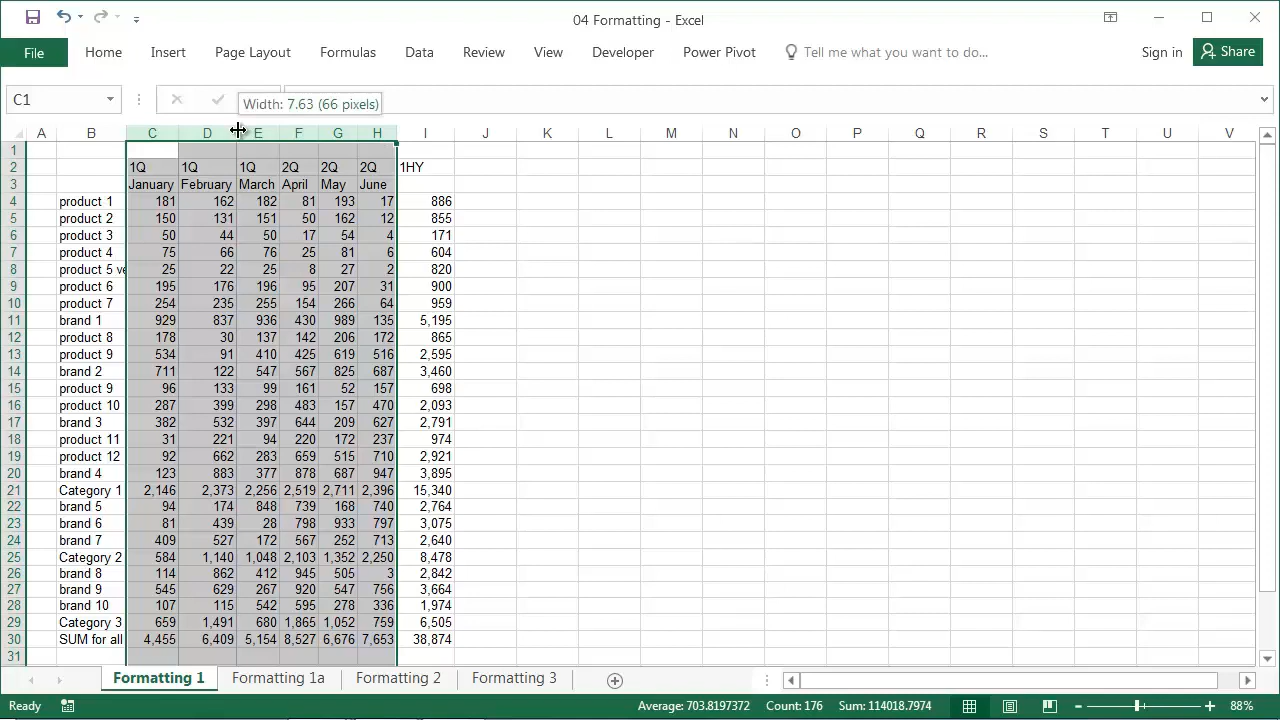 04 Formatting - Excel
File Home Insert Page Layout Formulas Data Review View Developer Power Pivot Tell me what you want to do... Sign in Share
C1
Width: 7.63 (66 pixels)
A B C D E F G H I J K L M N O P Q R S T U V
1
2 1Q 1Q 1Q 2Q 2Q 2Q 1HY
3 January February March April May June
4 product 1 181 162 182 81 193 17 886
5 product 2 150 131 151 50 162 12 855
6 product 3 50 44 50 17 54 4 171
7 product 4 75 66 76 25 81 6 604
8 product 5 ve 25 22 25 8 27 2 820
9 product 6 195 176 196 95 207 31 900
10 product 7 254 235 255 154 266 64 959
11 brand 1 929 837 936 430 989 135 5,195
12 product 8 178 30 137 142 206 172 865
13 product 9 534 91 410 425 619 516 2,595
14 brand 2 711 122 547 567 825 687 3,460
15 product 9 96 133 99 161 52 157 698
16 product 10 287 399 298 483 157 470 2,093
17 brand 3 382 532 397 644 209 627 2,791
18 product 11 31 221 94 220 172 237 974
19 product 12 92 662 283 659 515 710 2,921
20 brand 4 123 883 377 878 687 947 3,895
21 Category 1 2,146 2,373 2,256 2,519 2,711 2,396 15,340
22 brand 5 94 174 848 739 168 740 2,764
23 brand 6 81 439 28 798 933 797 3,075
24 brand 7 409 527 172 567 252 713 2,640
25 Category 2 584 1,140 1,048 2,103 1,352 2,250 8,478
26 brand 8 114 862 412 945 505 3 2,842
27 brand 9 545 629 267 920 547 756 3,664
28 brand 10 107 115 542 595 278 336 1,974
29 Category 3 659 1,491 680 1,865 1,052 759 6,505
30 SUM for all 4,455 6,409 5,154 8,527 6,676 7,653 38,874
31
Formatting 1 Formatting 1a Formatting 2 Formatting 3
Ready Average: 703.8197372 Count: 176 Sum: 114018.7974 88%